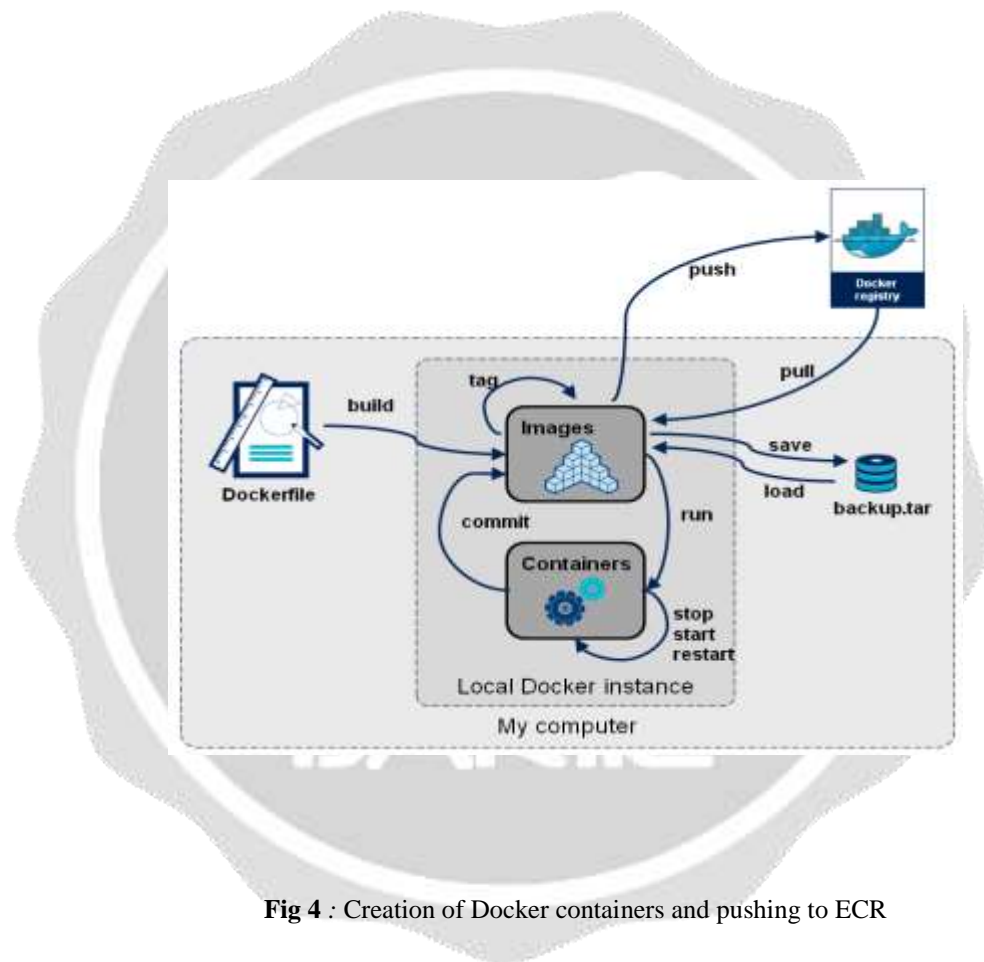 push
Docker
registry
pull
tag
build
Images
save
Dockerfile
load
backup.tar
commit
run
Containers
stop
start
restart
Local Docker instance
My computer
Fig 4 : Creation of Docker containers and pushing to ECR